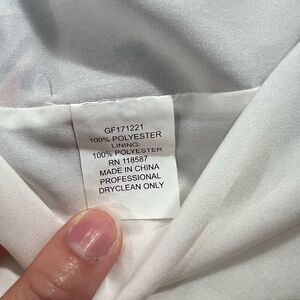 GF171221
100% POLYESTER
LINING:
100% POLYESTER
RN 118587
MADE IN CHINA
PROFESSIONAL
DRYCLEAN ONLY